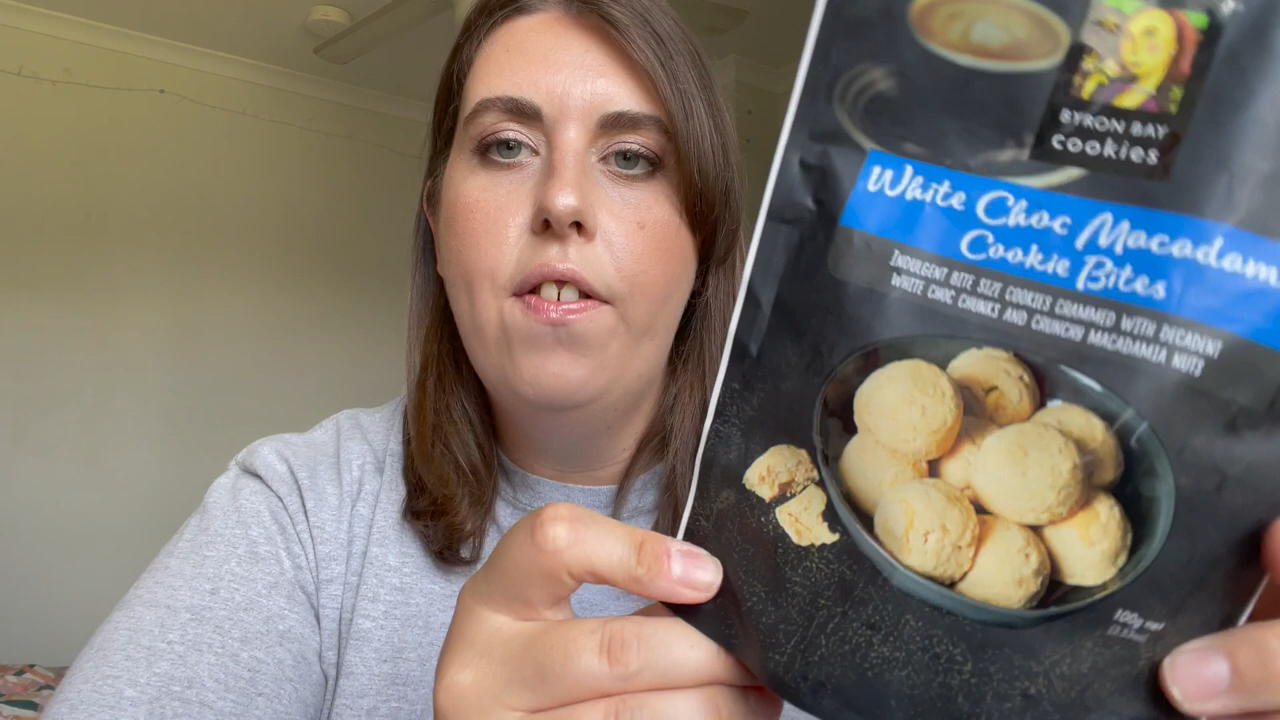 BYRON BAY
cookies
White Choc Macadam
Cookie Bites
INDULGENT BITE SIZE COOKIES CRAMMED WITH DECADENT
WHITE CHOC CHUNKS AND CRUNCHY MACADAMIA NUTS
100g net